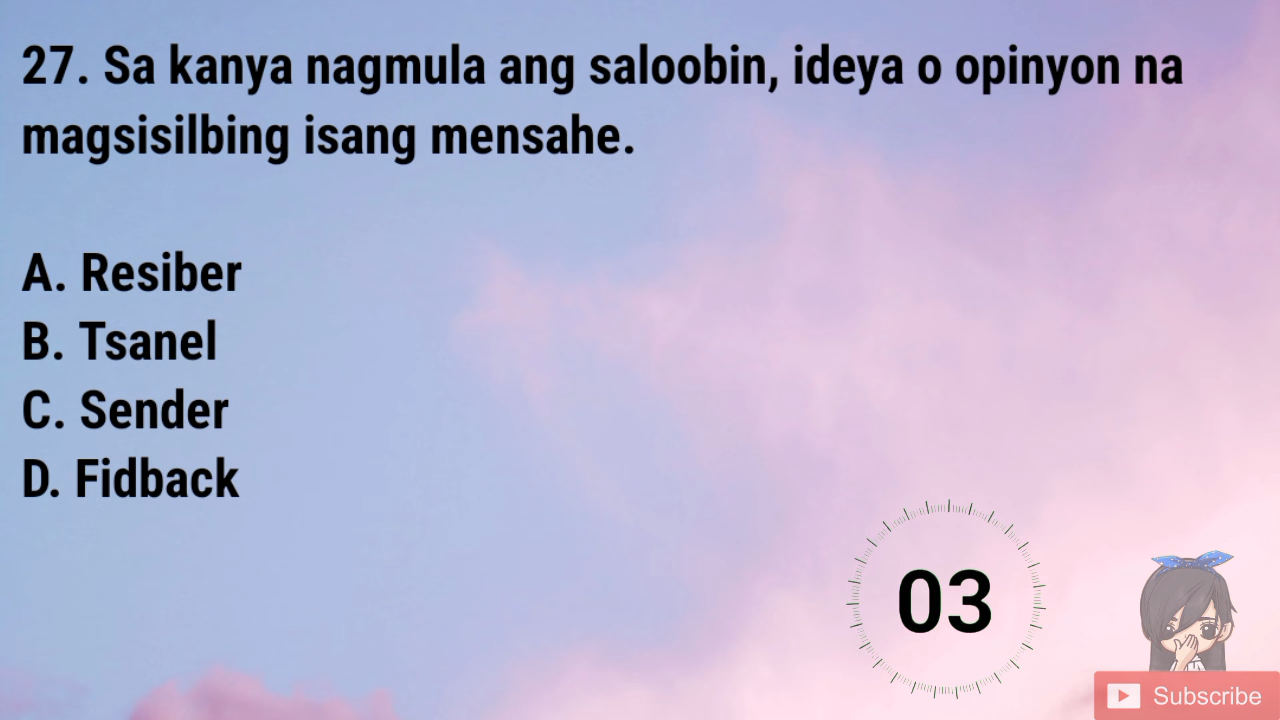 27. Sa kanya nagmula ang saloobin, ideya o opinyon na
magsisilbing isang mensahe.
A. Resiber
B. Tsanel
C. Sender
D. Fidback
03
Subscribe